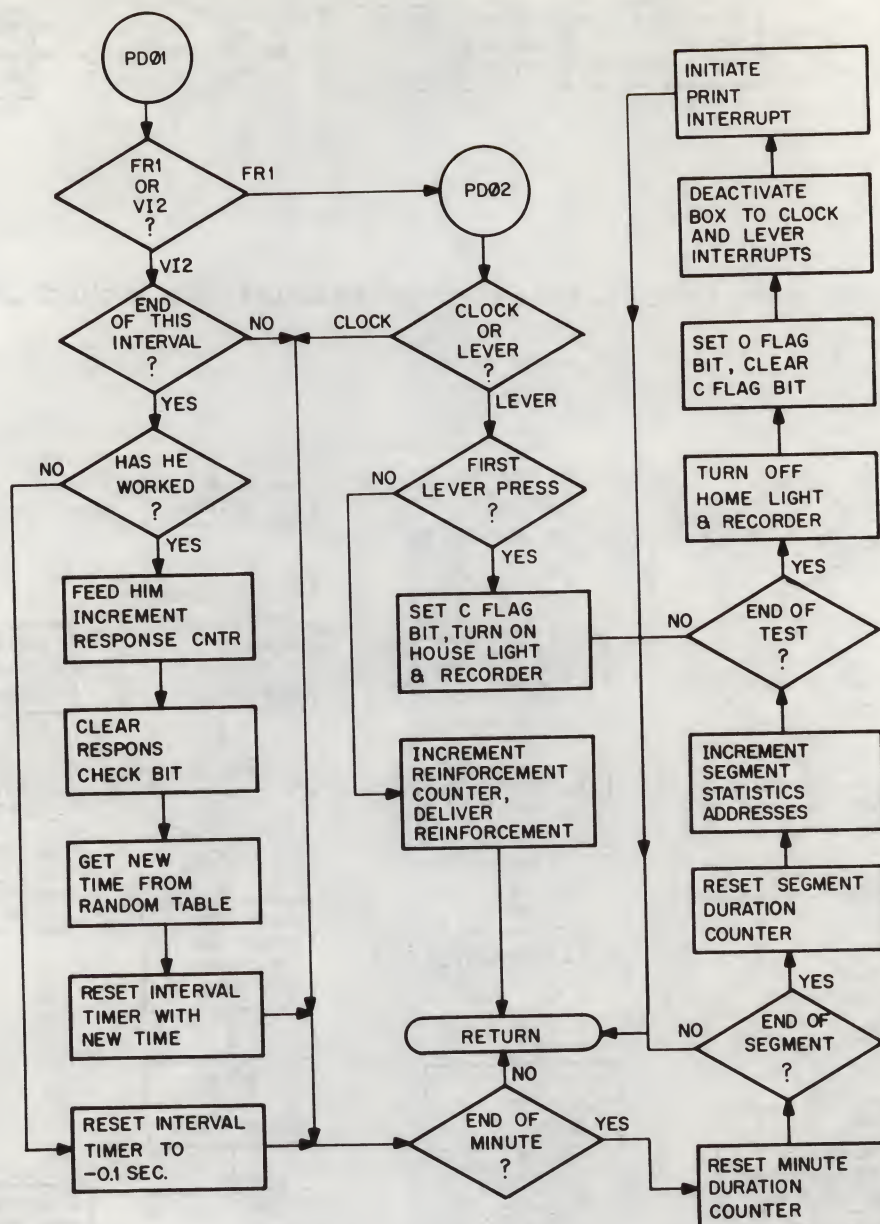 PDØ1
FR1
OR
VI2
?
FR1
VI2
PDØ2
END
OF THIS
INTERVAL
?
NO
YES
CLOCK
CLOCK
OR
LEVER
?
LEVER
HAS HE
WORKED
?
NO
YES
FIRST
LEVER PRESS
?
NO
YES
FEED HIM
INCREMENT
RESPONSE CNTR
CLEAR
RESPONS
CHECK BIT
GET NEW
TIME FROM
RANDOM TABLE
RESET INTERVAL
TIMER WITH
NEW TIME
RESET INTERVAL
TIMER TO
-0.1 SEC.
SET C FLAG
BIT, TURN ON
HOUSE LIGHT
& RECORDER
INCREMENT
REINFORCEMENT
COUNTER,
DELIVER
REINFORCEMENT
RETURN
NO
END OF
MINUTE
?
YES
INITIATE
PRINT
INTERRUPT
DEACTIVATE
BOX TO CLOCK
AND LEVER
INTERRUPTS
SET O FLAG
BIT, CLEAR
C FLAG BIT
TURN OFF
HOME LIGHT
& RECORDER
YES
NO
END OF
TEST
?
INCREMENT
SEGMENT
STATISTICS
ADDRESSES
RESET SEGMENT
DURATION
COUNTER
YES
NO
END OF
SEGMENT
?
RESET MINUTE
DURATION
COUNTER